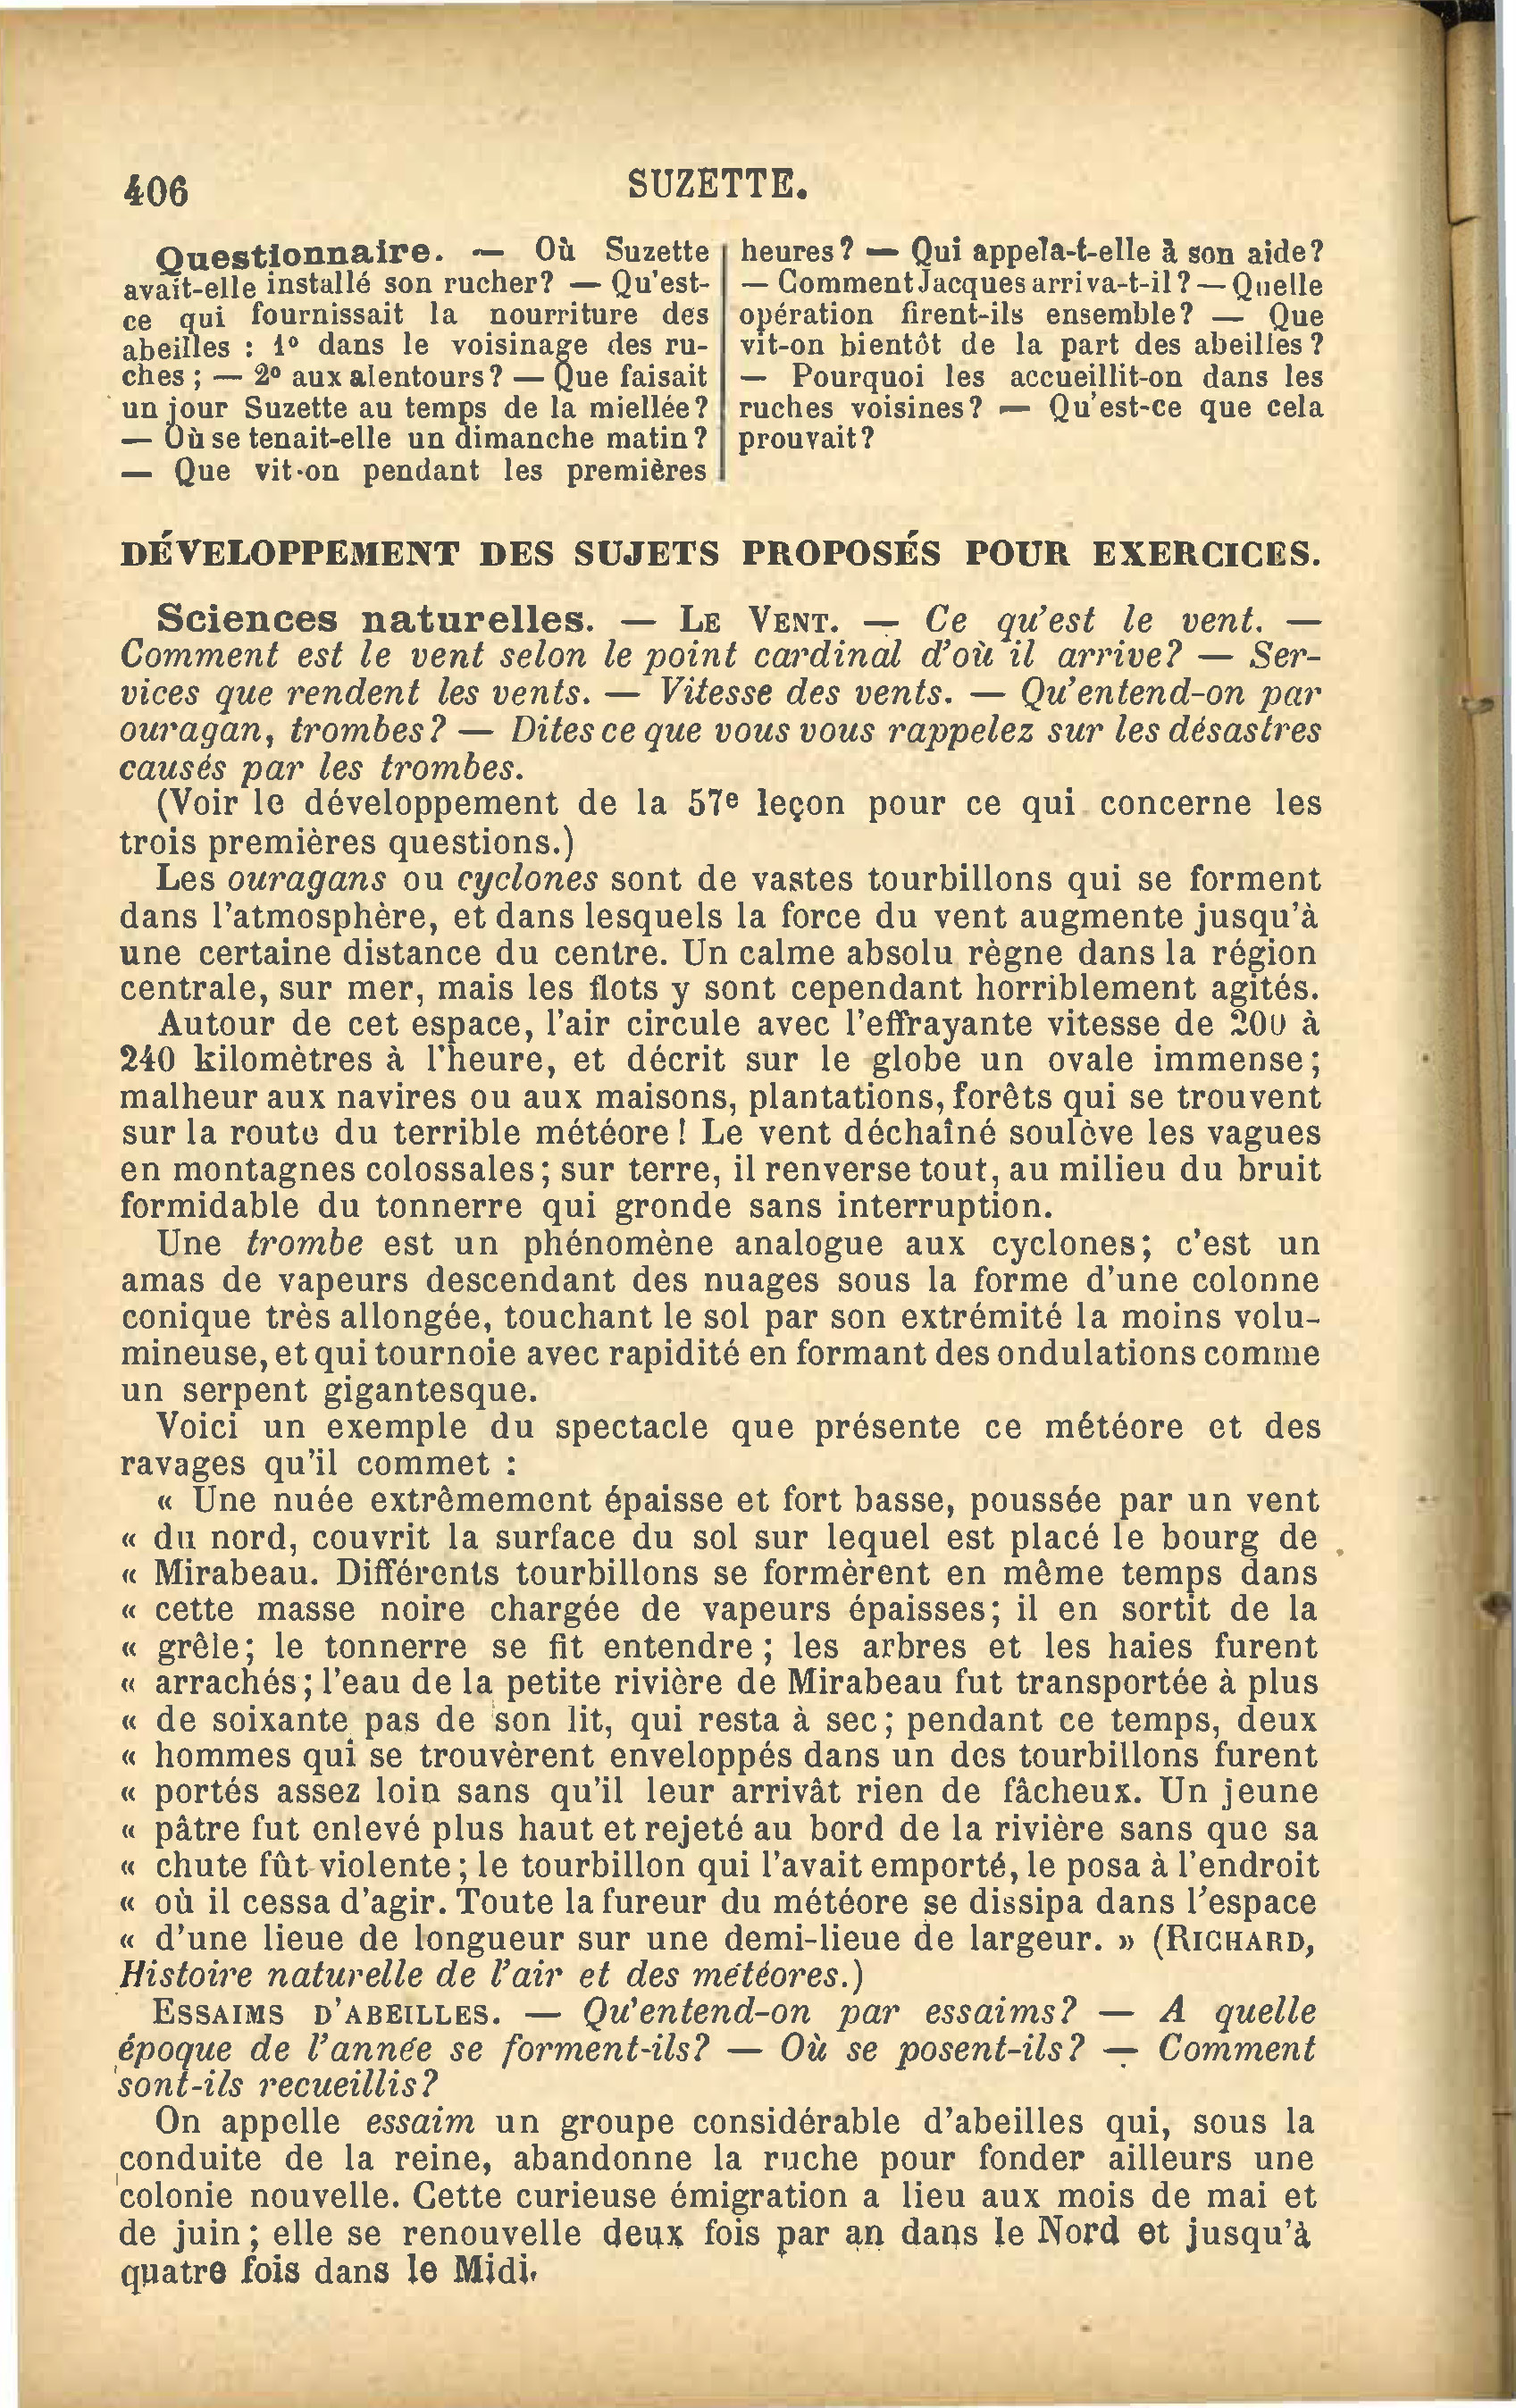 406
SUZETTE.
Questionnaire. — Où Suzette
avait-elle installé son rucher? — Qu'est-
ce qui fournissait la nourriture des
abeilles : 1º dans le voisinage des ru-
ches ; — 2º aux alentours? — Que faisait
un jour Suzette au temps de la miellée?
— Où se tenait-elle un dimanche matin?
— Que vit-on pendant les premières
heures? — Qui appela-t-elle à son aide?
— Comment Jacques arriva-t-il? — Quelle
opération firent-ils ensemble? — Que
vit-on bientôt de la part des abeilles?
— Pourquoi les accueillit-on dans les
ruches voisines? — Qu'est-ce que cela
prouvait?
DÉVELOPPEMENT DES SUJETS PROPOSÉS POUR EXERCICES.
Sciences naturelles. — LE VENT. — Ce qu'est le vent. —
Comment est le vent selon le point cardinal d'où il arrive? — Ser-
vices que rendent les vents. — Vitesse des vents. — Qu'entend-on par
ouragan, trombes? — Dites ce que vous vous rappelez sur les désastres
causés par les trombes.
(Voir le développement de la 57e leçon pour ce qui concerne les
trois premières questions.)
Les ouragans ou cyclones sont de vastes tourbillons qui se forment
dans l'atmosphère, et dans lesquels la force du vent augmente jusqu'à
une certaine distance du centre. Un calme absolu règne dans la région
centrale, sur mer, mais les flots y sont cependant horriblement agités.
Autour de cet espace, l'air circule avec l'effrayante vitesse de 200 à
240 kilomètres à l'heure, et décrit sur le globe un ovale immense;
malheur aux navires ou aux maisons, plantations, forêts qui se trouvent
sur la route du terrible météore! Le vent déchaîné soulève les vagues
en montagnes colossales; sur terre, il renverse tout, au milieu du bruit
formidable du tonnerre qui gronde sans interruption.
Une trombe est un phénomène analogue aux cyclones; c'est un
amas de vapeurs descendant des nuages sous la forme d'une colonne
conique très allongée, touchant le sol par son extrémité la moins volu-
mineuse, et qui tournoie avec rapidité en formant des ondulations comme
un serpent gigantesque.
Voici un exemple du spectacle que présente ce météore et des
ravages qu'il commet :
« Une nuée extrêmement épaisse et fort basse, poussée par un vent
« du nord, couvrit la surface du sol sur lequel est placé le bourg de
« Mirabeau. Différents tourbillons se formèrent en même temps dans
« cette masse noire chargée de vapeurs épaisses; il en sortit de la
« grêle; le tonnerre se fit entendre; les arbres et les haies furent
« arrachés; l'eau de la petite rivière de Mirabeau fut transportée à plus
« de soixante pas de son lit, qui resta à sec; pendant ce temps, deux
« hommes qui se trouvèrent enveloppés dans un des tourbillons furent
« portés assez loin sans qu'il leur arrivât rien de fâcheux. Un jeune
« pâtre fut enlevé plus haut et rejeté au bord de la rivière sans que sa
« chute fût violente; le tourbillon qui l'avait emporté, le posa à l'endroit
« où il cessa d'agir. Toute la fureur du météore se dissipa dans l'espace
« d'une lieue de longueur sur une demi-lieue de largeur. » (RICHARD,
Histoire naturelle de l'air et des météores.)
ESSAIMS D'ABEILLES. — Qu'entend-on par essaims? — A quelle
époque de l'année se forment-ils? — Où se posent-ils? — Comment
sont-ils recueillis?
On appelle essaim un groupe considérable d'abeilles qui, sous la
conduite de la reine, abandonne la ruche pour fonder ailleurs une
colonie nouvelle. Cette curieuse émigration a lieu aux mois de mai et
de juin; elle se renouvelle deux fois par an dans le Nord et jusqu'à
quatre fois dans le Midi.